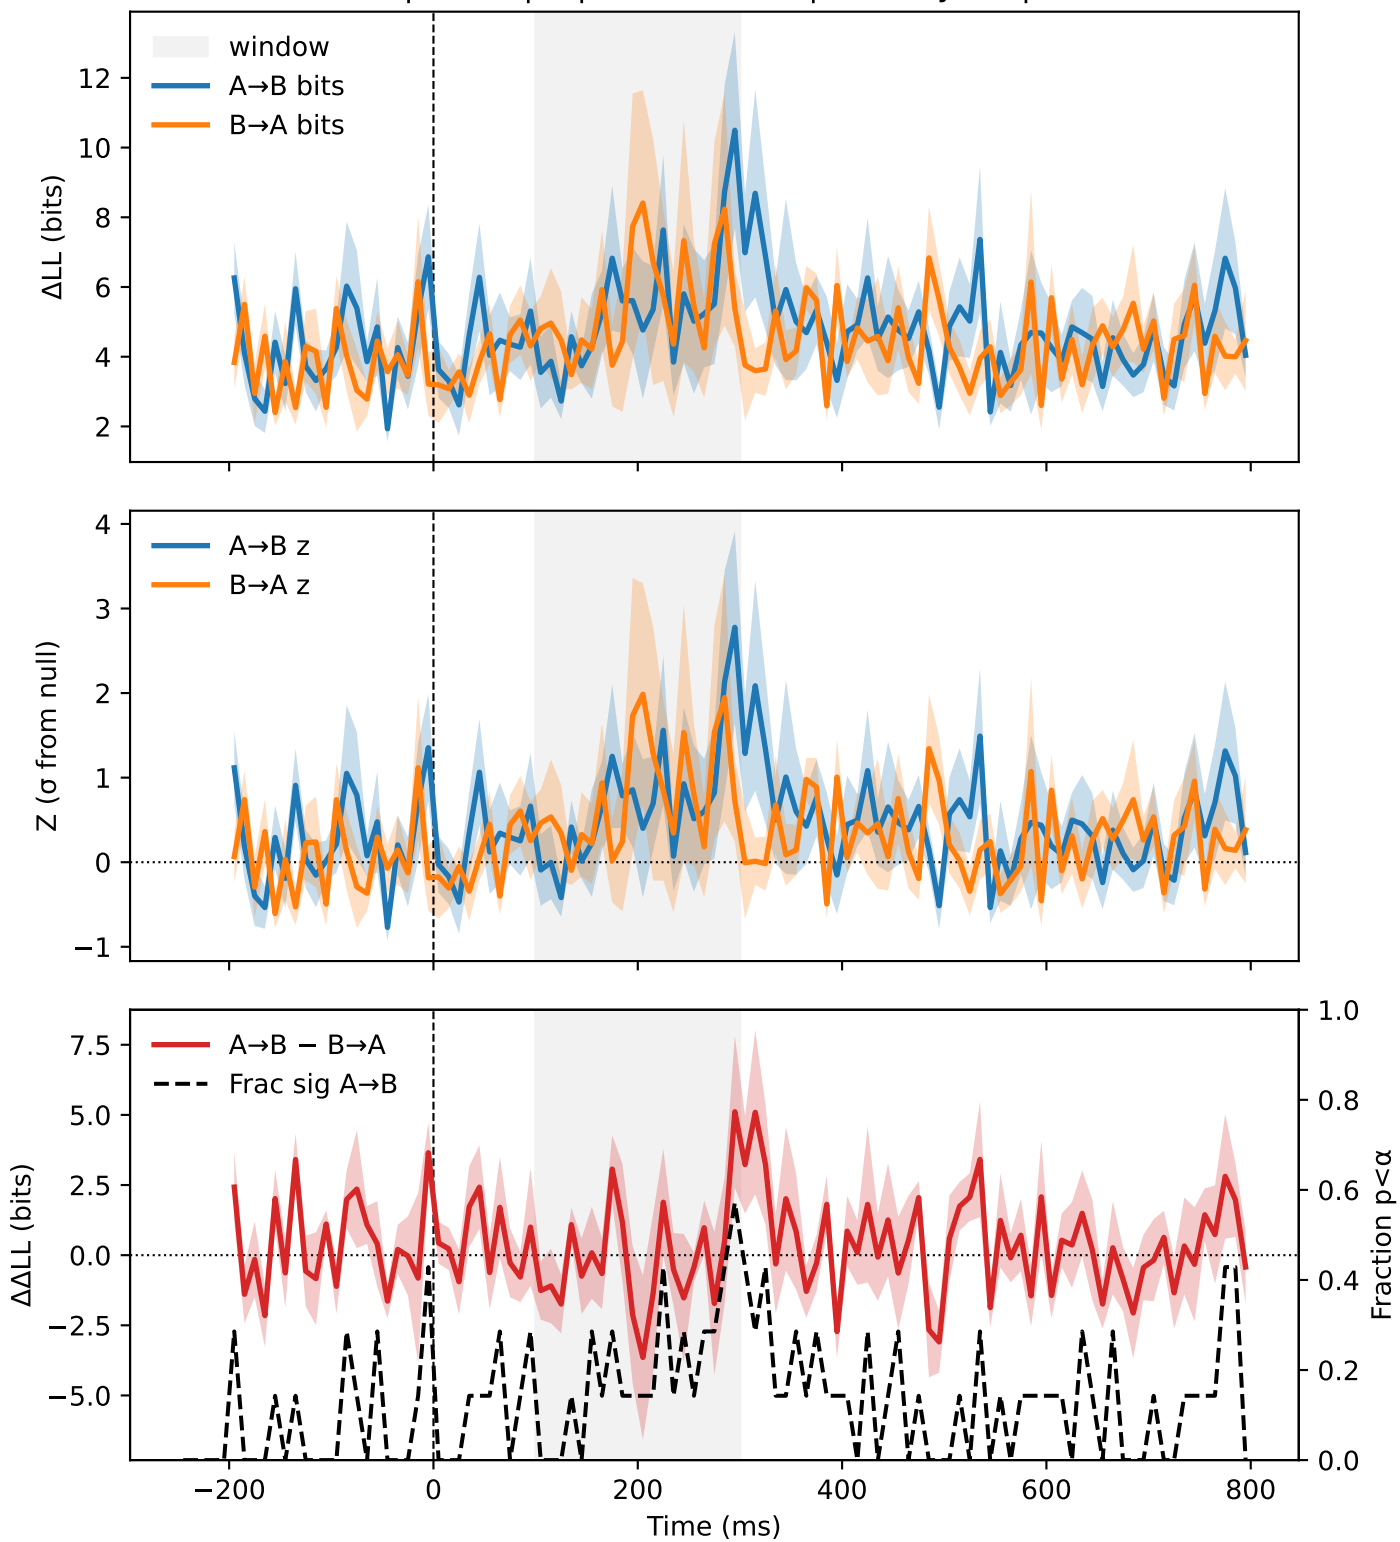 window
A→B bits
B→A bits
12
10
8
6
4
2
ΔLL (bits)
A→B z
B→A z
4
3
2
1
0
−1
Z (σ from null)
A→B − B→A
Frac sig A→B
7.5
5.0
2.5
0.0
−2.5
−5.0
ΔΔLL (bits)
1.0
0.8
0.6
0.4
0.2
0.0
Fraction p<α
−200 0 200 400 600 800
Time (ms)